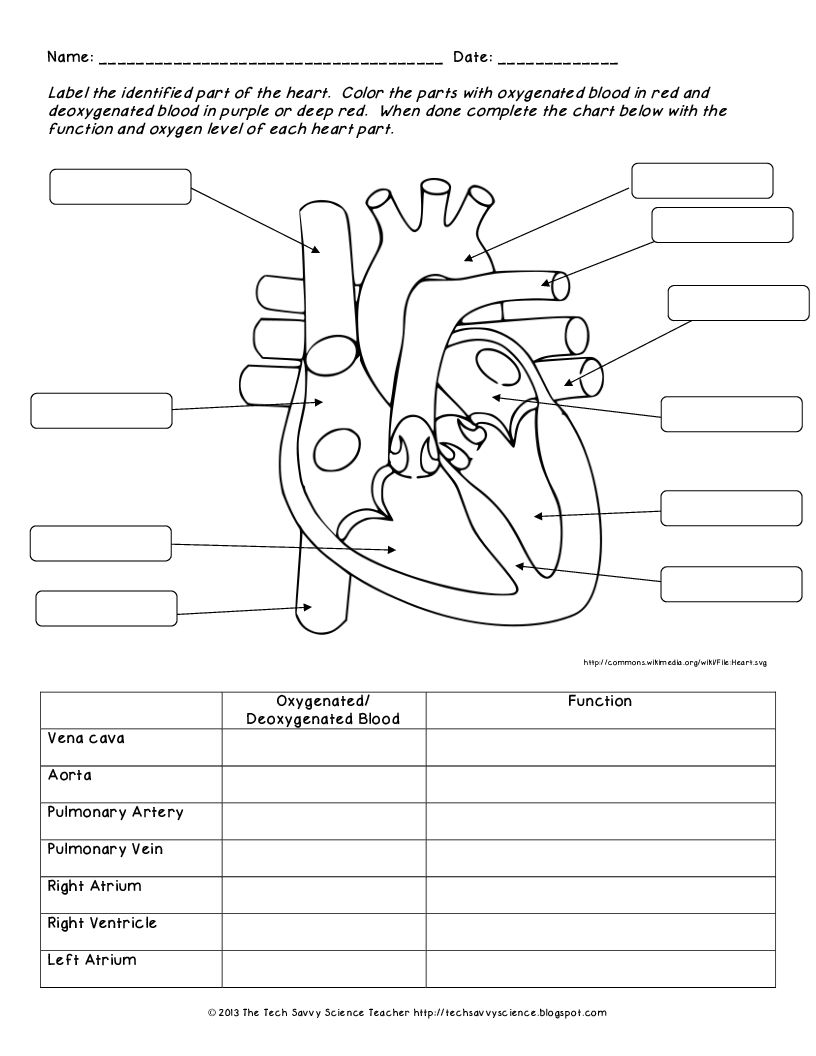 Name: _____________________________________ Date: _____________
Label the identified part of the heart. Color the parts with oxygenated blood in red and
deoxygenated blood in purple or deep red. When done complete the chart below with the
function and oxygen level of each heart part.
http://commons.wikimedia.org/wiki/File:Heart.svg
Oxygenated/
Deoxygenated Blood
Function
Vena cava
Aorta
Pulmonary Artery
Pulmonary Vein
Right Atrium
Right Ventricle
Left Atrium
© 2013 The Tech Savvy Science Teacher http://techsavvyscience.blogspot.com